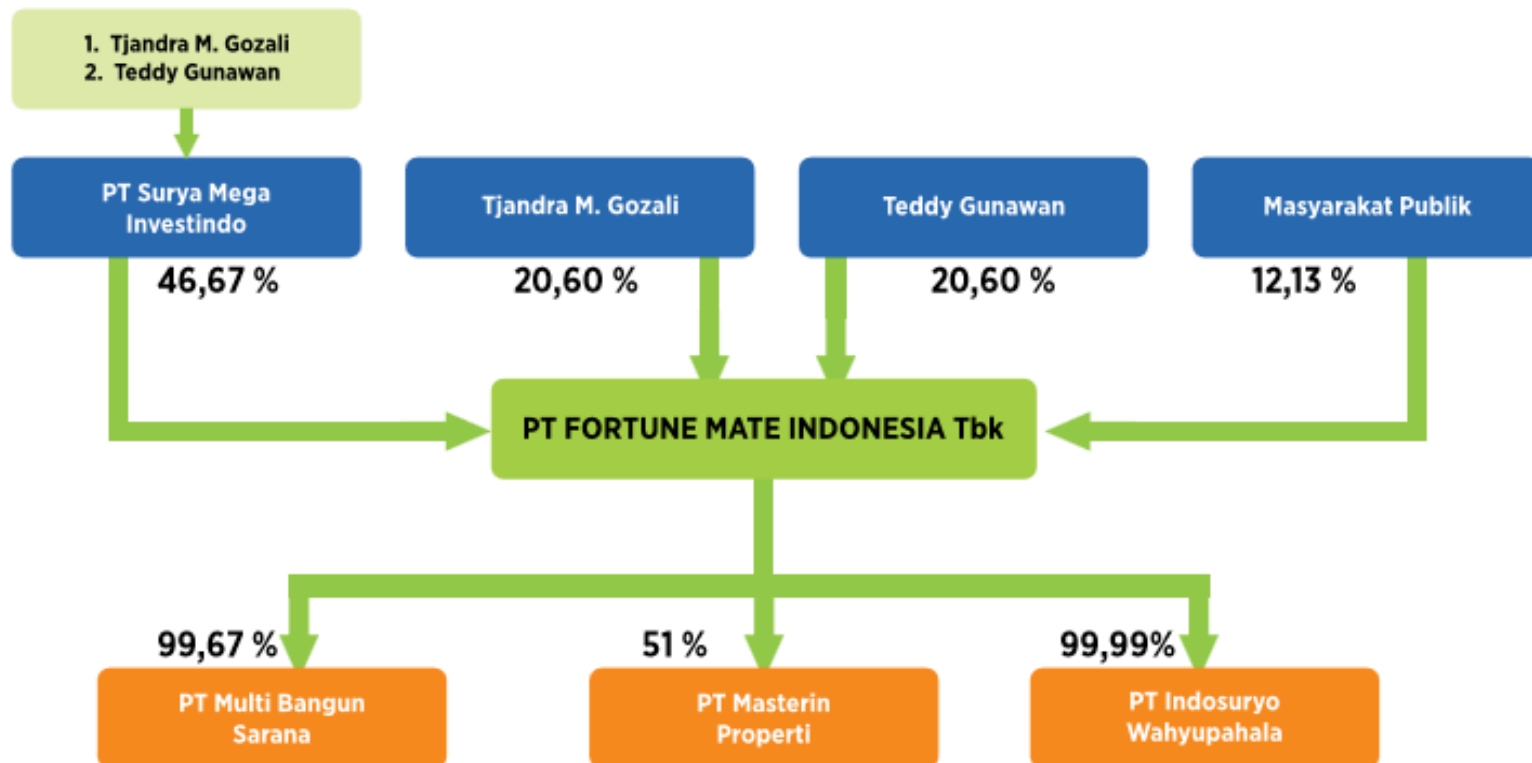 1. Tjandra M. Gozali
2. Teddy Gunawan
PT Surya Mega
Investindo
Tjandra M. Gozali
Teddy Gunawan
Masyarakat Publik
46,67 %
20,60 %
20,60 %
12,13 %
PT FORTUNE MATE INDONESIA Tbk
99,67 %
51 %
99,99%
PT Multi Bangun
Sarana
PT Masterin
Properti
PT Indosuryo
Wahyupahala